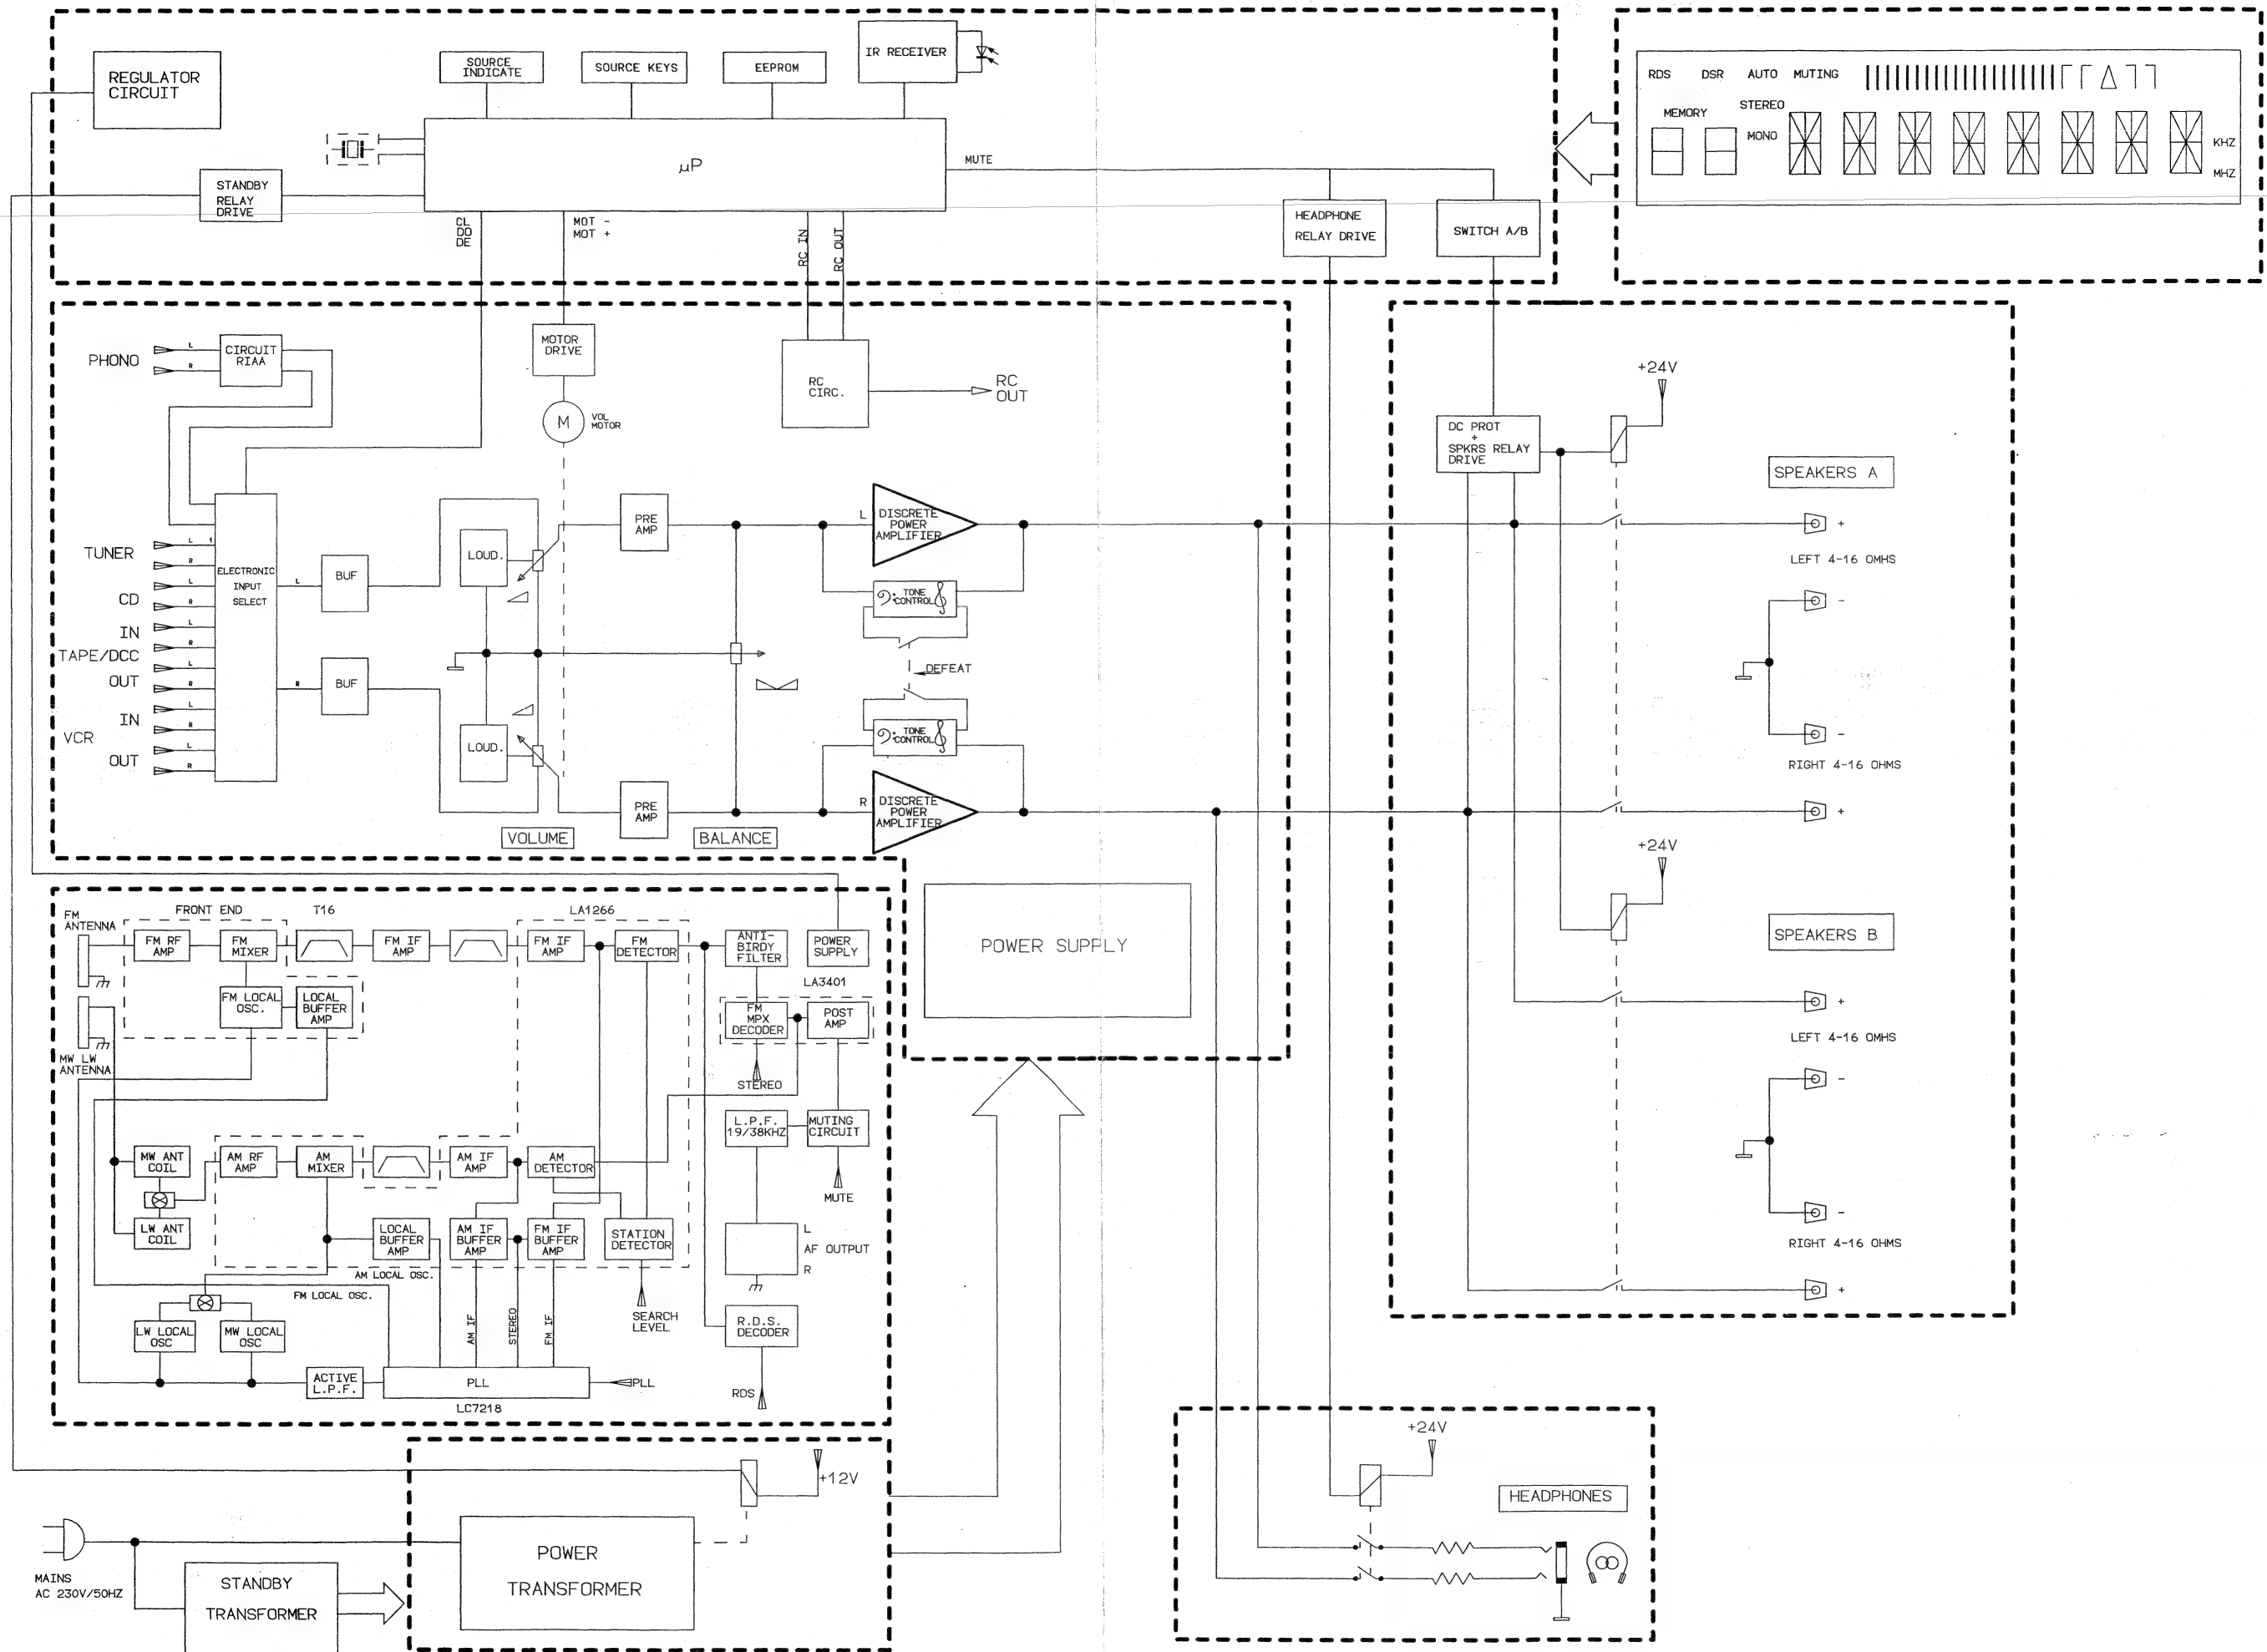 REGULATOR
CIRCUIT
SOURCE
INDICATE
SOURCE KEYS
EEPROM
IR RECEIVER
µP
MUTE
STANDBY
RELAY
DRIVE
CL
DO
DE
MOT -
MOT +
RC IN
RC OUT
HEADPHONE
RELAY DRIVE
SWITCH A/B
RDS
DSR
AUTO
MUTING
MEMORY
STEREO
MONO
KHZ
MHZ
PHONO
L
R
CIRCUIT
RIAA
MOTOR
DRIVE
M
VOL
MOTOR
RC
CIRC.
RC
OUT
TUNER
L
1
R
CD
L
R
IN
L
R
TAPE/DCC
OUT
L
R
IN
L
R
VCR
OUT
L
R
ELECTRONIC
INPUT
SELECT
L
BUF
R
BUF
LOUD.
LOUD.
PRE
AMP
PRE
AMP
VOLUME
BALANCE
L
DISCRETE
POWER
AMPLIFIER
TONE
CONTROL
DEFEAT
TONE
CONTROL
R
DISCRETE
POWER
AMPLIFIER
POWER SUPPLY
DC PROT
+
SPKRS RELAY
DRIVE
+24V
SPEAKERS A
+
LEFT 4-16 OMHS
-
-
RIGHT 4-16 OHMS
+
+24V
SPEAKERS B
+
LEFT 4-16 OMHS
-
-
RIGHT 4-16 OHMS
+
FM
ANTENNA
FRONT END
T16
LA1266
FM RF
AMP
FM
MIXER
FM IF
AMP
FM IF
AMP
FM
DETECTOR
ANTI-
BIRDY
FILTER
POWER
SUPPLY
LA3401
FM LOCAL
OSC.
LOCAL
BUFFER
AMP
FM
MPX
DECODER
POST
AMP
MW LW
ANTENNA
STEREO
L.P.F.
19/38KHZ
MUTING
CIRCUIT
MUTE
MW ANT
COIL
AM RF
AMP
AM
MIXER
AM IF
AMP
AM
DETECTOR
LW ANT
COIL
LOCAL
BUFFER
AMP
AM IF
BUFFER
AMP
FM IF
BUFFER
AMP
STATION
DETECTOR
L
AF OUTPUT
R
AM LOCAL OSC.
FM LOCAL OSC.
AM IF
STEREO
FM IF
SEARCH
LEVEL
LW LOCAL
OSC
MW LOCAL
OSC
R.D.S.
DECODER
ACTIVE
L.P.F.
PLL
PLL
LC7218
RDS
+12V
POWER
TRANSFORMER
MAINS
AC 230V/50HZ
STANDBY
TRANSFORMER
+24V
HEADPHONES